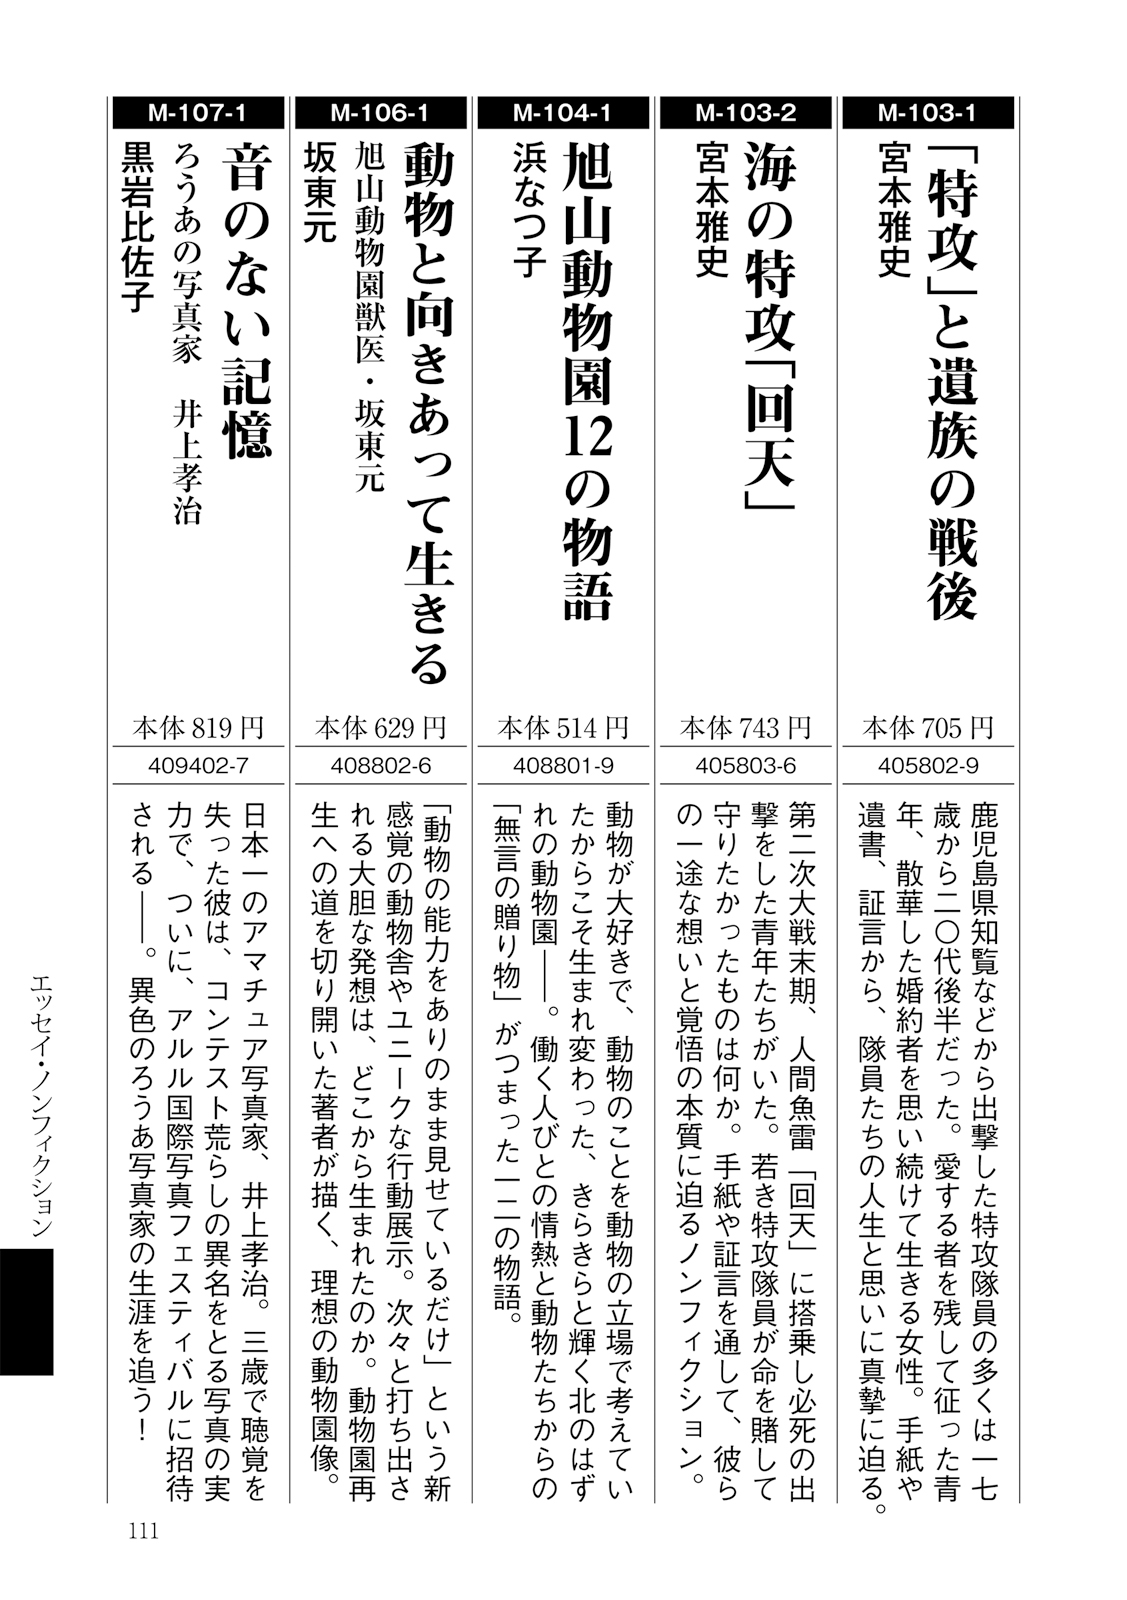 M-103-1
「特攻」と遺族の戦後
宮本雅史
本体705円
405802-9
鹿児島県知覧などから出撃した特攻隊員の多くは一七
歳から二〇代後半だった。愛する者を残して征った青
年、散華した婚約者を思い続けて生きる女性。手紙や
遺書、証言から、隊員たちの人生と思いに真摯に迫る。
M-103-2
海の特攻「回天」
宮本雅史
本体743円
405803-6
第二次大戦末期、人間魚雷「回天」に搭乗し必死の出
撃をした青年たちがいた。若き特攻隊員が命を賭して
守りたかったものは何か。手紙や証言を通して、彼ら
の一途な想いと覚悟の本質に迫るノンフィクション。
M-104-1
旭山動物園12の物語
浜なつ子
本体514円
408801-9
動物が大好きで、動物のことを動物の立場で考えてい
たからこそ生まれ変わった、きらきらと輝く北のはず
れの動物園――。働く人びとの情熱と動物たちからの
「無言の贈り物」がつまった一二の物語。
M-106-1
動物と向きあって生きる
旭山動物園獣医・坂東元
坂東元
本体629円
408802-6
「動物の能力をありのまま見せているだけ」という新
感覚の動物舎やユニークな行動展示。次々と打ち出さ
れる大胆な発想は、どこから生まれたのか。動物園再
生への道を切り開いた著者が描く、理想の動物園像。
M-107-1
音のない記憶
ろうあの写真家　井上孝治
黒岩比佐子
本体819円
409402-7
日本一のアマチュア写真家、井上孝治。三歳で聴覚を
失った彼は、コンテスト荒らしの異名をとる写真の実
力で、ついに、アルル国際写真フェスティバルに招待
される――。異色のろうあ写真家の生涯を追う！
エッセイ・ノンフィクション
111